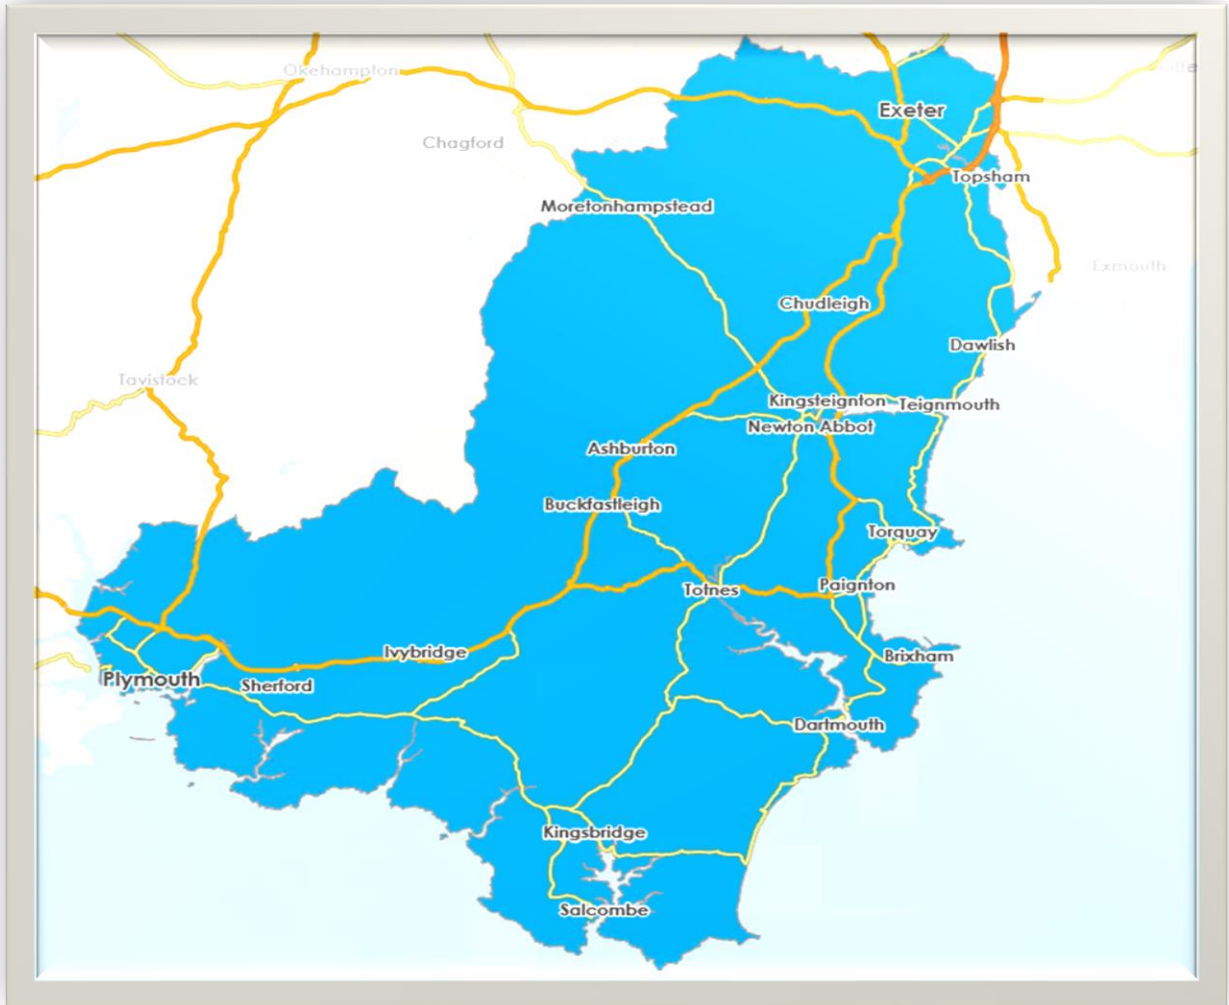 Okehampton
Exeter
Chagford
Topsham
Moretonhampstead
Exmouth
Chudleigh
Dawlish
Tavistock
Kingsteignton
Teignmouth
Newton Abbot
Ashburton
Buckfastleigh
Torquay
Paignton
Totnes
Ivybridge
Brixham
Plymouth
Sherford
Dartmouth
Kingsbridge
Salcombe